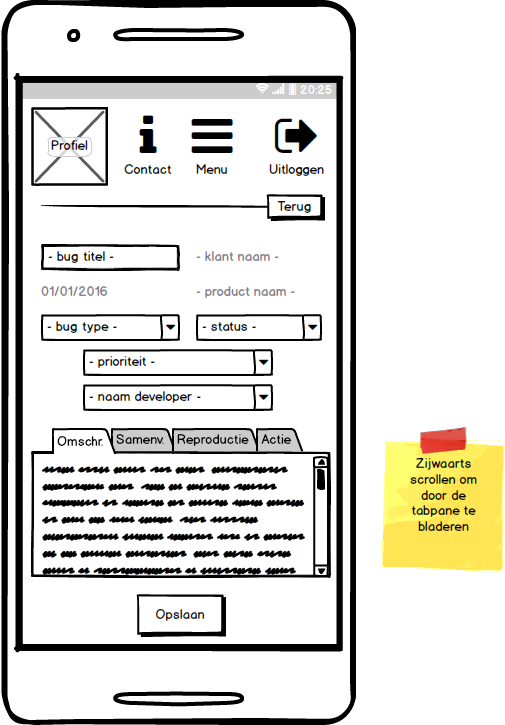 20:25
Profiel
Contact
Menu
Uitloggen
Terug
- bug titel -
- klant naam -
01/01/2016
- product naam -
- bug type -
- status -
- prioriteit -
- naam developer -
Omschr.
Samenv.
Reproductie
Actie
Opslaan
Zijwaarts
scrollen om
door de
tabpane te
bladeren